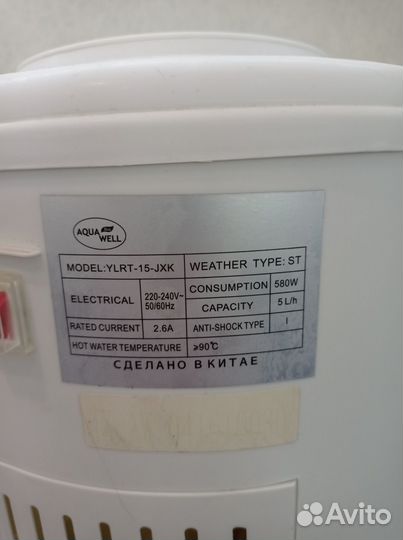 AQUA WELL
MODEL:YLRT-15-JXK WEATHER TYPE: ST
ELECTRICAL 220-240V~ 50/60Hz CONSUMPTION 580W
CAPACITY 5 L/h
RATED CURRENT 2.6A ANTI-SHOCK TYPE I
HOT WATER TEMPERATURE ≥90℃
СДЕЛАНО В КИТАЕ
Avito